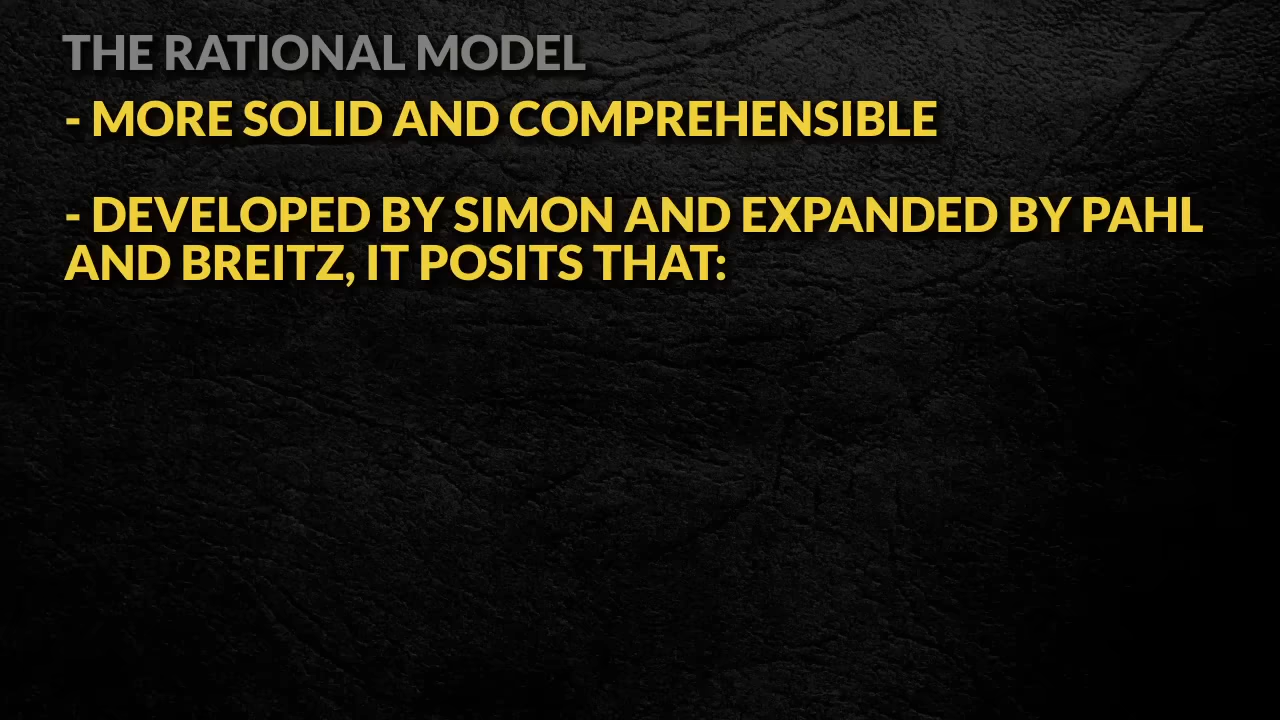 THE RATIONAL MODEL
- MORE SOLID AND COMPREHENSIBLE
- DEVELOPED BY SIMON AND EXPANDED BY PAHL
AND BREITZ, IT POSITS THAT: